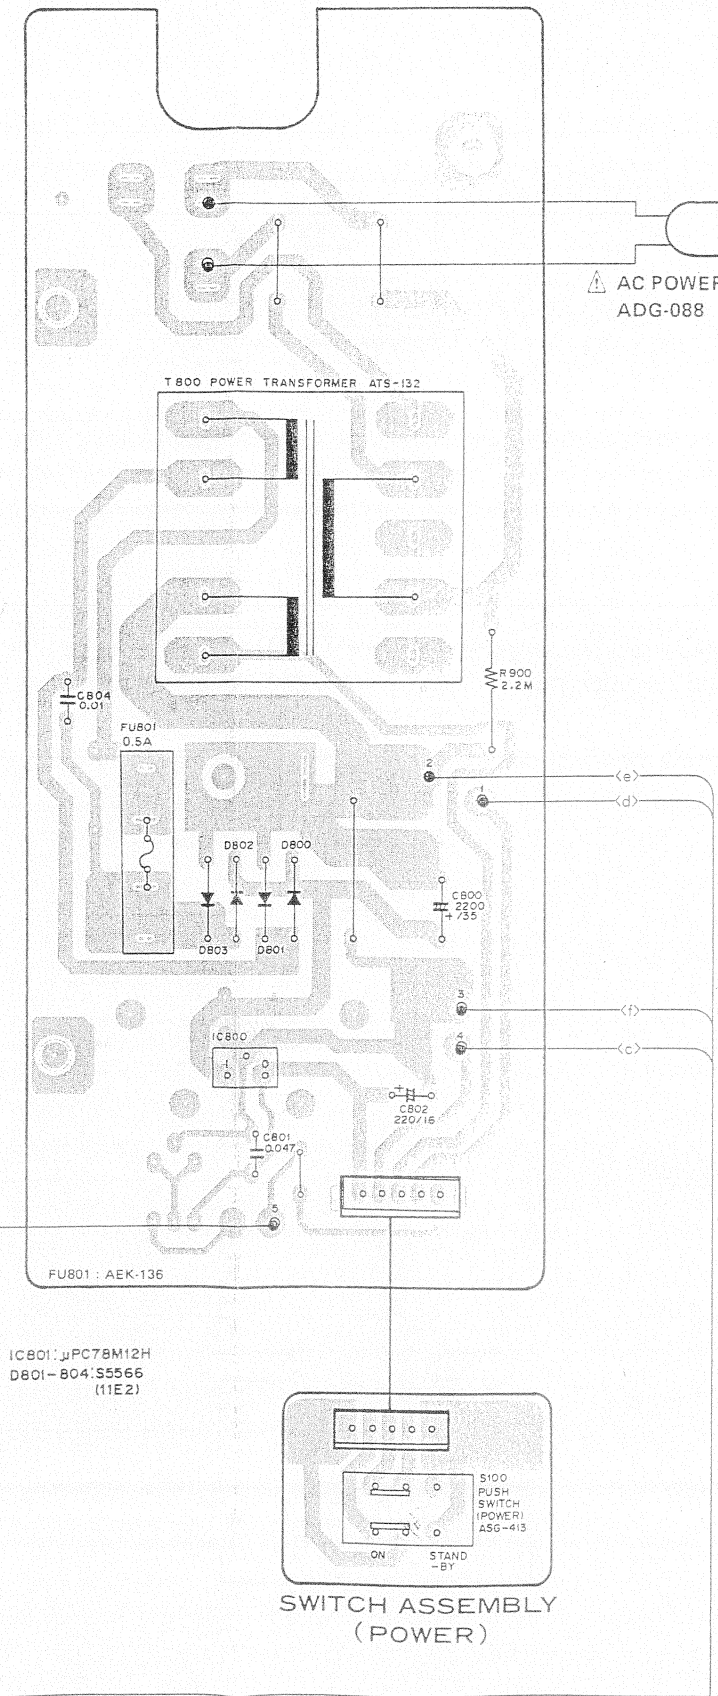 ⚠ AC POWER
ADG-088
T800 POWER TRANSFORMER ATS-132
R900
2.2M
C804
0.01
FU801
0.5A
2
<e>
1
<d>
D802
D800
C800
2200
+/35
D803
D801
3
<f>
IC800
4
<c>
1
+
C802
220/16
C801
0.047
5
FU801 : AEK-136
IC801:µPC78M12H
D801-804:S5566
(11E2)
S100
PUSH
SWITCH
(POWER)
ASG-413
ON
STAND
-BY
SWITCH ASSEMBLY
(POWER)